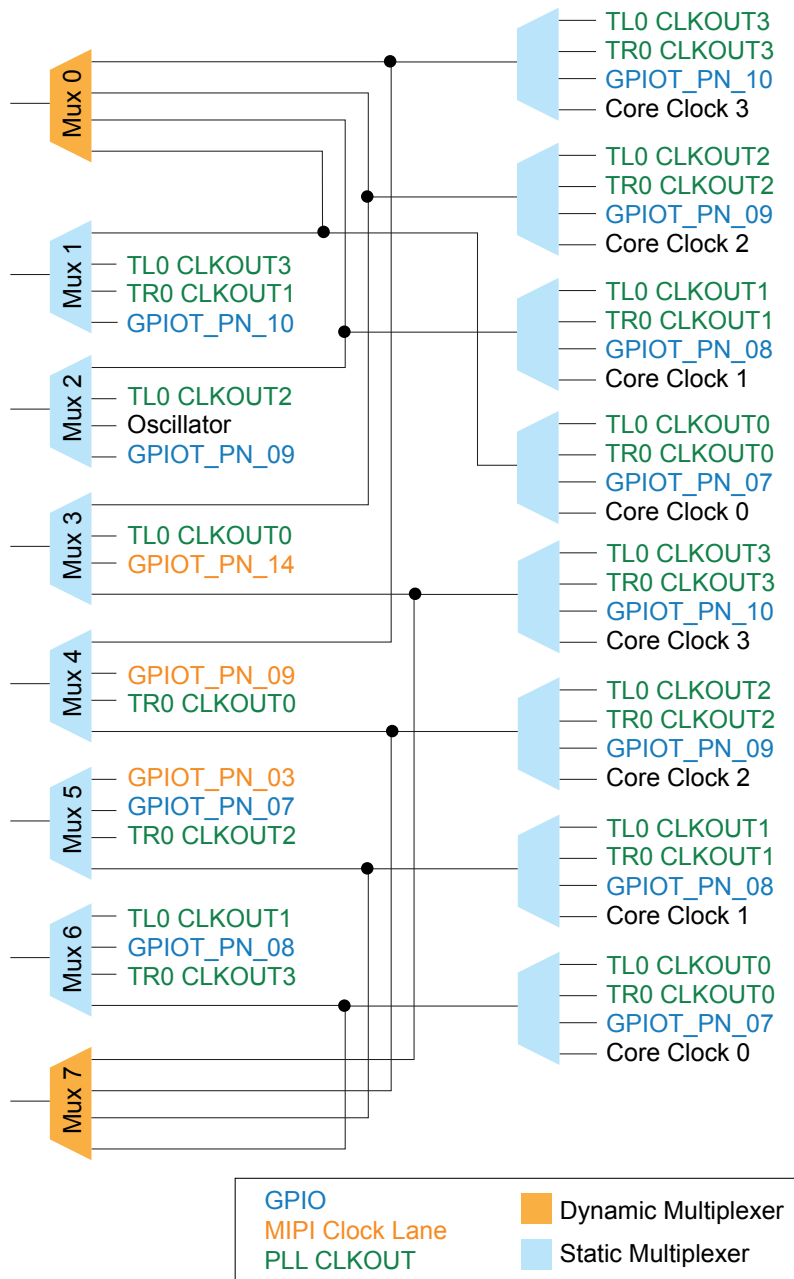 Mux 0
Mux 1
TL0 CLKOUT3
TR0 CLKOUT1
GPIOT_PN_10
Mux 2
TL0 CLKOUT2
Oscillator
GPIOT_PN_09
Mux 3
TL0 CLKOUT0
GPIOT_PN_14
Mux 4
GPIOT_PN_09
TR0 CLKOUT0
Mux 5
GPIOT_PN_03
GPIOT_PN_07
TR0 CLKOUT2
Mux 6
TL0 CLKOUT1
GPIOT_PN_08
TR0 CLKOUT3
Mux 7
TL0 CLKOUT3
TR0 CLKOUT3
GPIOT_PN_10
Core Clock 3
TL0 CLKOUT2
TR0 CLKOUT2
GPIOT_PN_09
Core Clock 2
TL0 CLKOUT1
TR0 CLKOUT1
GPIOT_PN_08
Core Clock 1
TL0 CLKOUT0
TR0 CLKOUT0
GPIOT_PN_07
Core Clock 0
TL0 CLKOUT3
TR0 CLKOUT3
GPIOT_PN_10
Core Clock 3
TL0 CLKOUT2
TR0 CLKOUT2
GPIOT_PN_09
Core Clock 2
TL0 CLKOUT1
TR0 CLKOUT1
GPIOT_PN_08
Core Clock 1
TL0 CLKOUT0
TR0 CLKOUT0
GPIOT_PN_07
Core Clock 0
GPIO
MIPI Clock Lane
PLL CLKOUT
Dynamic Multiplexer
Static Multiplexer